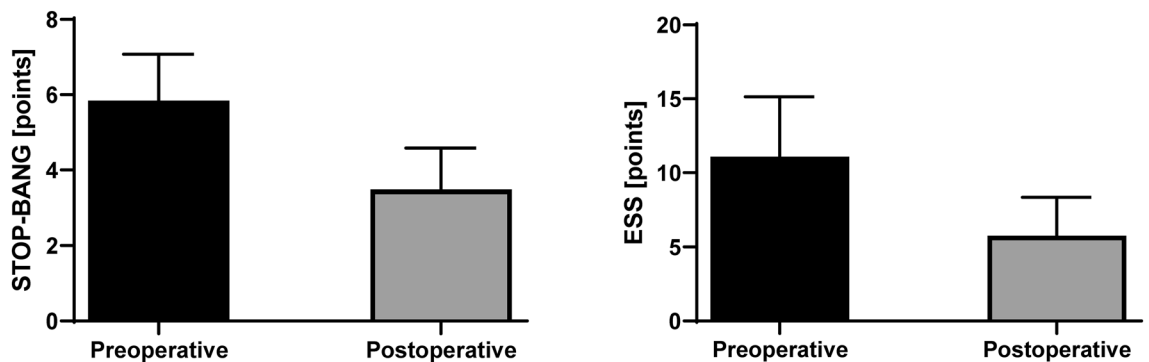 STOP-BANG [points]
8
6
4
2
0
Preoperative
Postoperative
ESS [points]
20
15
10
5
0
Preoperative
Postoperative